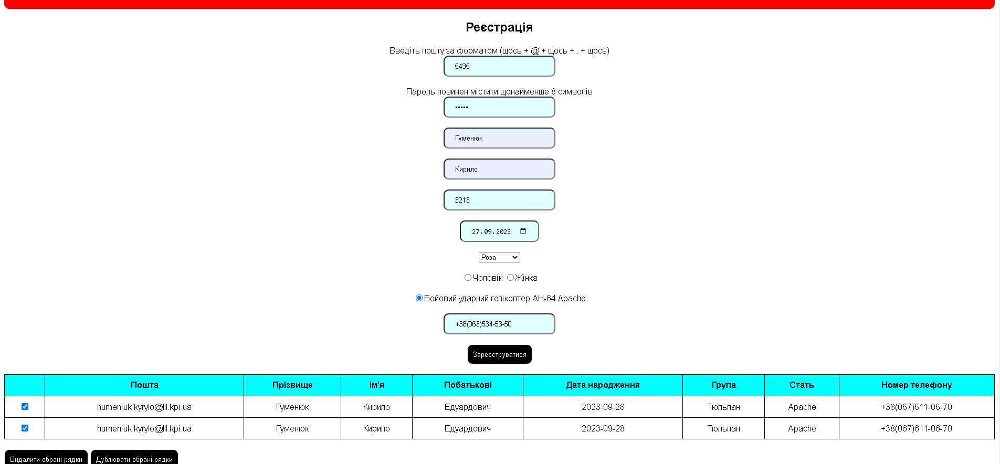 Реєстрація
Введіть пошту за форматом (щось + @ + щось + . + щось)
5435
Пароль повинен містити щонайменше 8 символів
•••••
Гуменюк
Кирило
3213
27.09.2023
Роза
Чоловік Жінка
Бойовий ударний гелікоптер AH-64 Apache
+38(063)534-53-50
Зареєструватися
Пошта Прізвище Ім'я Побатькові Дата народження Група Стать Номер телефону
humeniuk.kyrylo@lll.kpi.ua Гуменюк Кирило Едуардович 2023-09-28 Тюльпан Apache +38(067)611-06-70
humeniuk.kyrylo@lll.kpi.ua Гуменюк Кирило Едуардович 2023-09-28 Тюльпан Apache +38(067)611-06-70
Видалити обрані рядки Дублювати обрані рядки